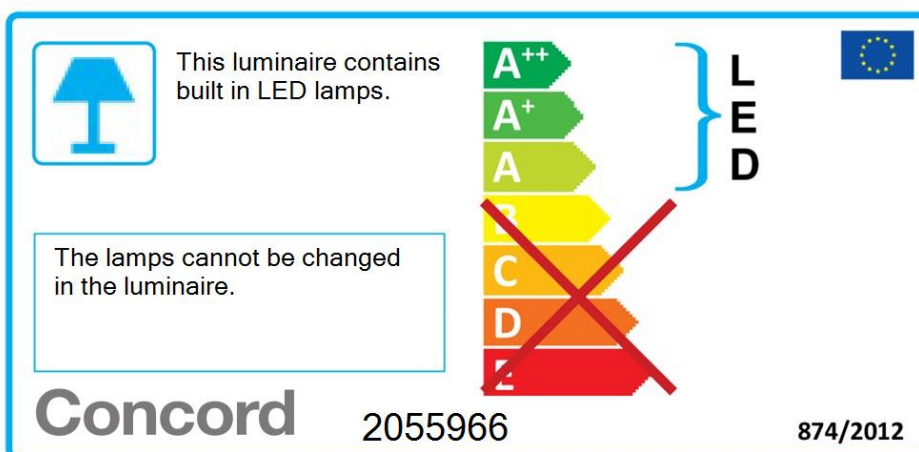 This luminaire contains
built in LED lamps.
A++
A+
A
B
C
D
E
L
E
D
The lamps cannot be changed
in the luminaire.
Concord
2055966
874/2012